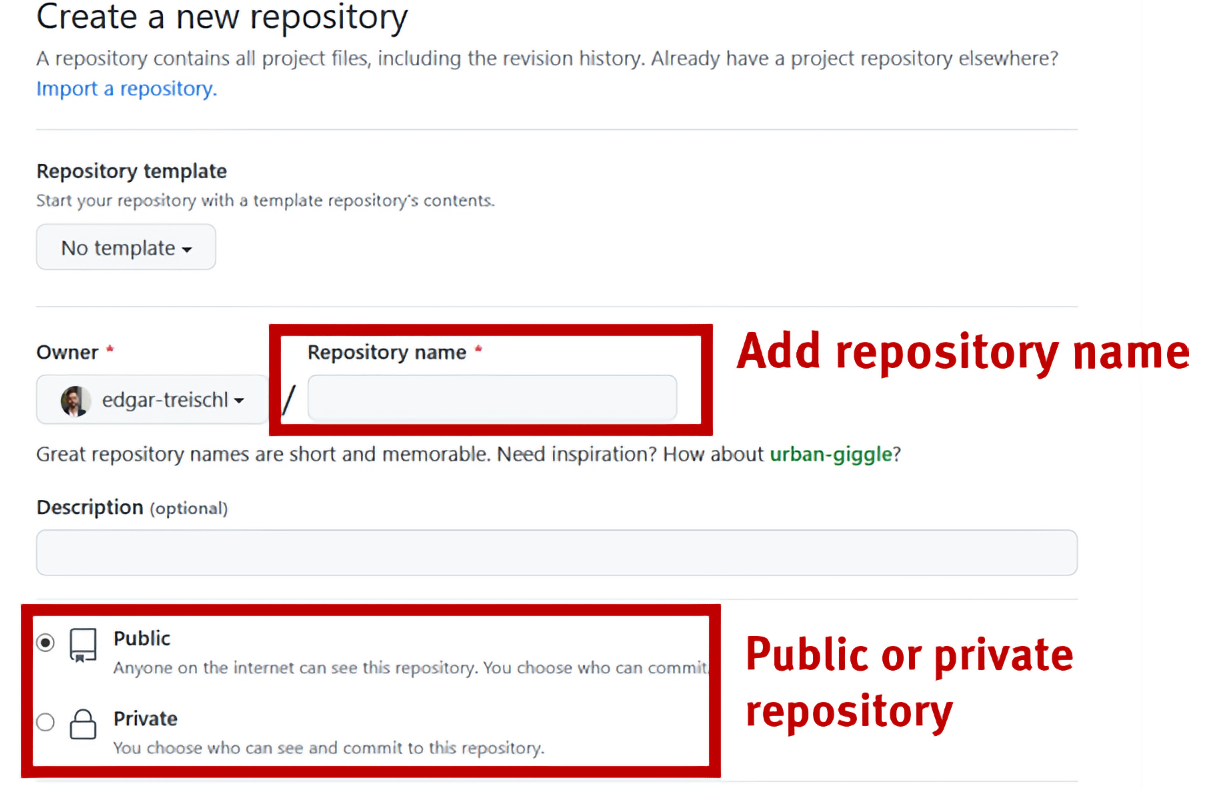 Create a new repository
A repository contains all project files, including the revision history. Already have a project repository elsewhere?
Import a repository.
Repository template
Start your repository with a template repository's contents.
No template
Owner *
Repository name *
Add repository name
edgar-treischl
/
Great repository names are short and memorable. Need inspiration? How about urban-giggle?
Description (optional)
Public
Anyone on the internet can see this repository. You choose who can commit.
Private
You choose who can see and commit to this repository.
Public or private
repository